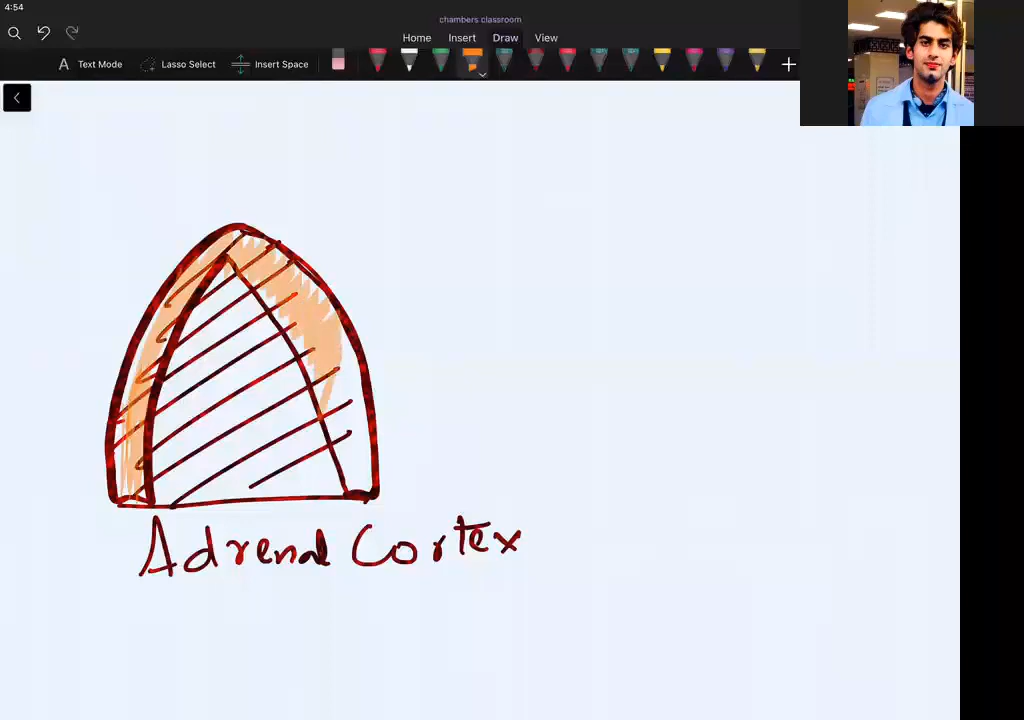 4:54
chambers classroom
Home Insert Draw View
Text Mode Lasso Select Insert Space
Adrenal Cortex